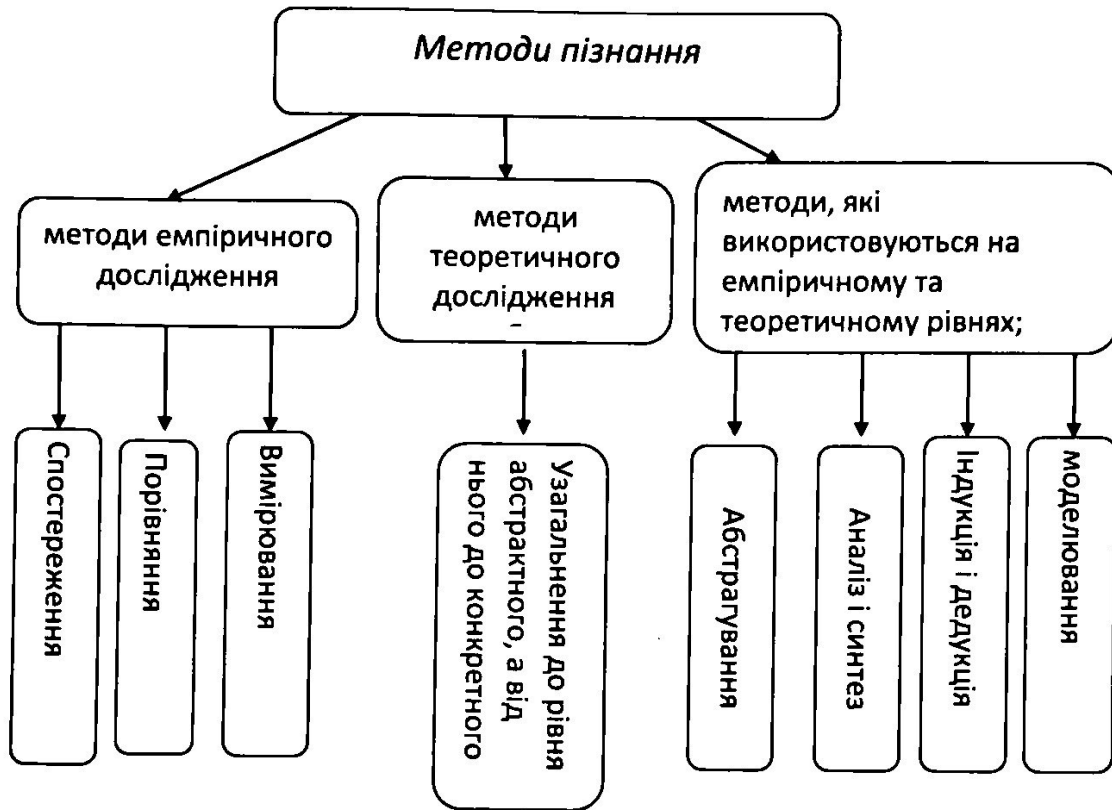 Методи пізнання
методи емпіричного
дослідження
методи
теоретичного
дослідження
методи, які
використовуються на
емпіричному та
теоретичному рівнях;
Спостереження
Порівняння
Вимірювання
Узагальнення до рівня
абстрактного, а від
нього до конкретного
Абстрагування
Аналіз і синтез
Індукція і дедукція
моделювання